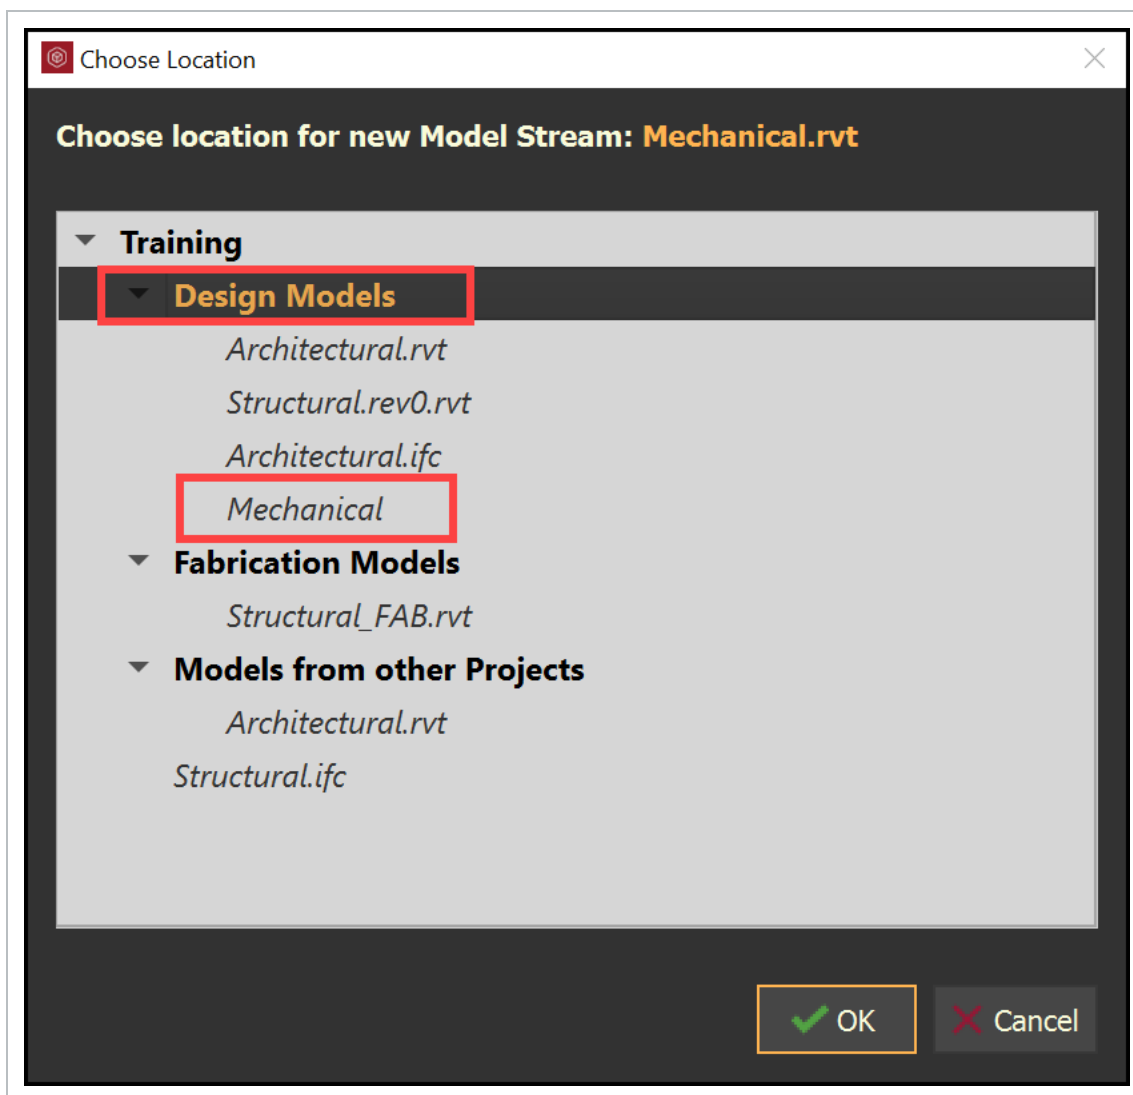 Choose Location
Choose location for new Model Stream: Mechanical.rvt
Training
Design Models
Architectural.rvt
Structural.rev0.rvt
Architectural.ifc
Mechanical
Fabrication Models
Structural_FAB.rvt
Models from other Projects
Architectural.rvt
Structural.ifc
OK Cancel